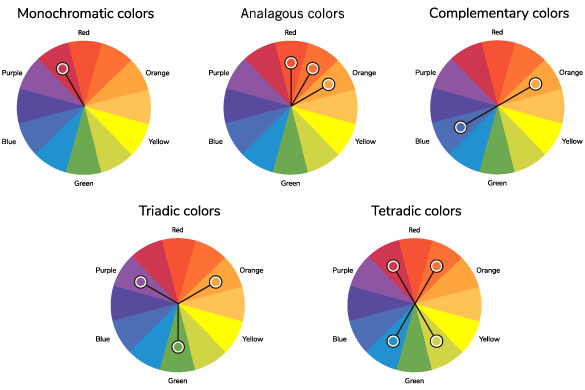 Monochromatic colors
Analagous colors
Complementary colors
Red
Red
Red
Purple
Orange
Purple
Orange
Purple
Orange
Blue
Yellow
Blue
Yellow
Blue
Yellow
Green
Green
Green
Triadic colors
Tetradic colors
Red
Red
Purple
Orange
Purple
Orange
Blue
Yellow
Blue
Yellow
Green
Green